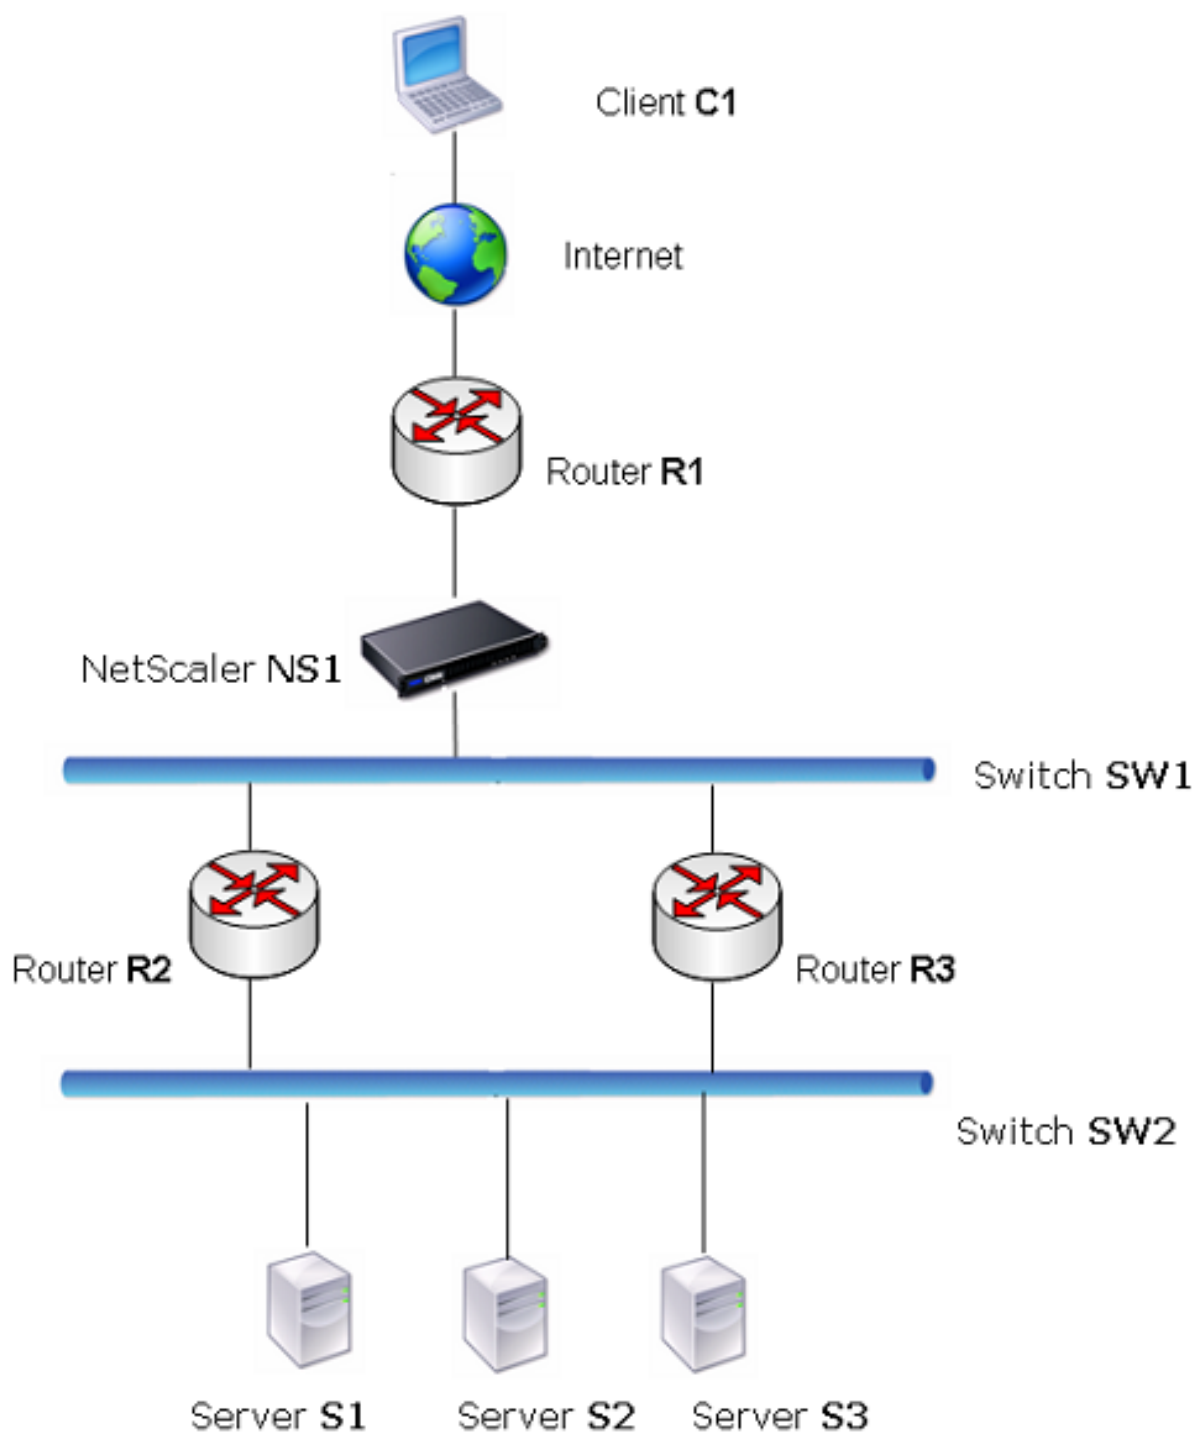 Client C1
Internet
Router R1
NetScaler NS1
Switch SW1
Router R2
Router R3
Switch SW2
Server S1
Server S2
Server S3